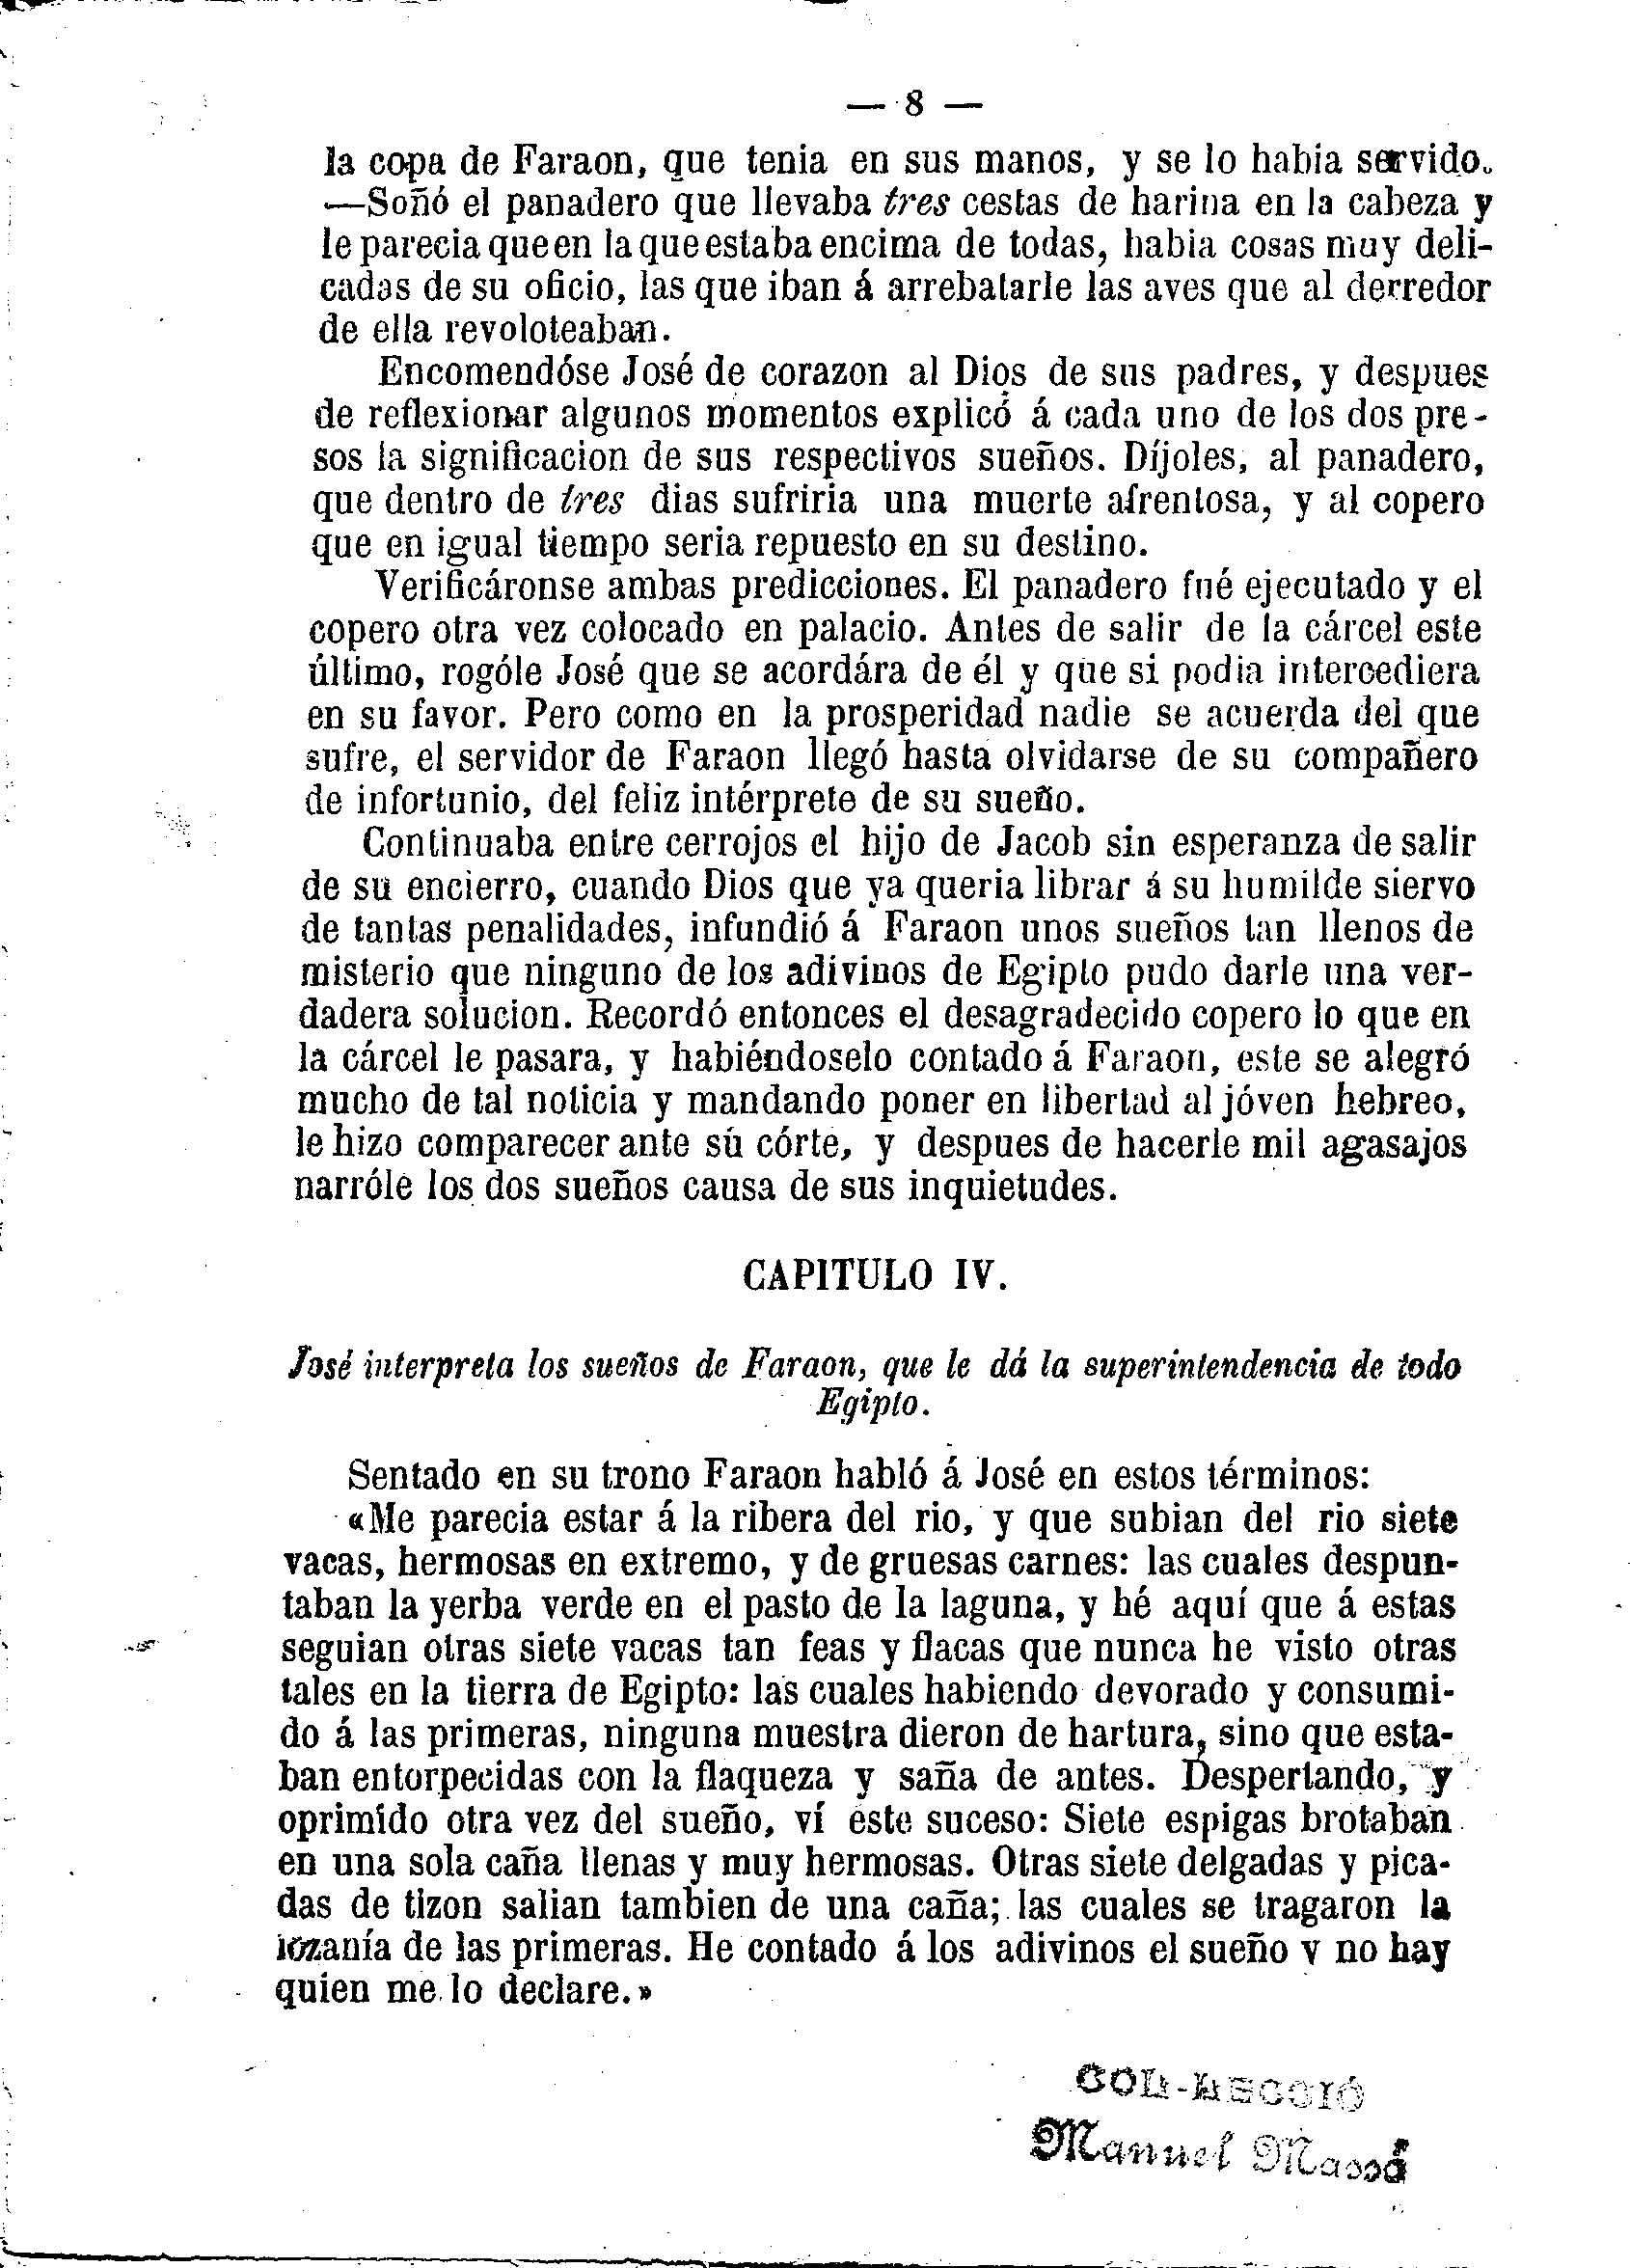 — 8 —
la copa de Faraon, que tenia en sus manos, y se lo habia servido.
—Soñó el panadero que llevaba tres cestas de harina en la cabeza y
le parecia que en la que estaba encima de todas, habia cosas muy deli-
cadas de su oficio, las que iban á arrebatarle las aves que al derredor
de ella revoloteaban.
Encomendóse José de corazon al Dios de sus padres, y despues
de reflexionar algunos momentos explicó á cada uno de los dos pre-
sos la significacion de sus respectivos sueños. Díjoles, al panadero,
que dentro de tres dias sufriria una muerte afrentosa, y al copero
que en igual tiempo seria repuesto en su destino.
Verificáronse ambas predicciones. El panadero fué ejecutado y el
copero otra vez colocado en palacio. Antes de salir de la cárcel este
último, rogóle José que se acordára de él y que si podia intercediera
en su favor. Pero como en la prosperidad nadie se acuerda del que
sufre, el servidor de Faraon llegó hasta olvidarse de su compañero
de infortunio, del feliz intérprete de su sueño.
Continuaba entre cerrojos el hijo de Jacob sin esperanza de salir
de su encierro, cuando Dios que ya queria librar á su humilde siervo
de tantas penalidades, infundió á Faraon unos sueños tan llenos de
misterio que ninguno de los adivinos de Egipto pudo darle una ver-
dadera solucion. Recordó entonces el desagradecido copero lo que en
la cárcel le pasara, y habiéndoselo contado á Faraon, este se alegró
mucho de tal noticia y mandando poner en libertad al jóven hebreo,
le hizo comparecer ante su córte, y despues de hacerle mil agasajos
narróle los dos sueños causa de sus inquietudes.
CAPITULO IV.
José interpreta los sueños de Faraon, que le dá la superintendencia de todo
Egipto.
Sentado en su trono Faraon habló á José en estos términos:
«Me parecia estar á la ribera del rio, y que subian del rio siete
vacas, hermosas en extremo, y de gruesas carnes: las cuales despun-
taban la yerba verde en el pasto de la laguna, y hé aquí que á estas
seguian otras siete vacas tan feas y flacas que nunca he visto otras
tales en la tierra de Egipto: las cuales habiendo devorado y consumi-
do á las primeras, ninguna muestra dieron de hartura, sino que esta-
ban entorpecidas con la flaqueza y saña de antes. Despertando, y
oprimido otra vez del sueño, ví este suceso: Siete espigas brotaban
en una sola caña llenas y muy hermosas. Otras siete delgadas y pica-
das de tizon salian tambien de una caña; las cuales se tragaron la
lozanía de las primeras. He contado á los adivinos el sueño y no hay
quien me lo declare.»
COL-LECCIÓ
Manuel Massá